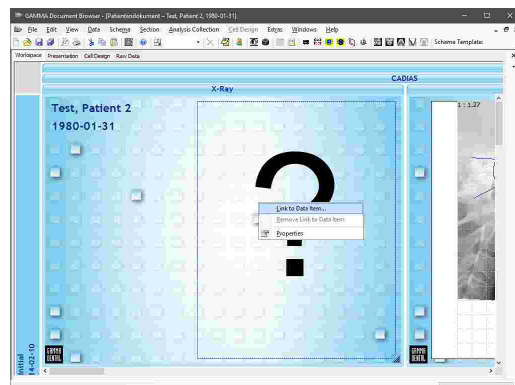 GAMMA Document Browser - [Patientendokument - Test, Patient 2, 1980-01-31]
File Edit View Data Schema Section Analysis Collection Cell Design Extras Windows Help
Scheme Template:
Workspace Presentation Cell Design Raw Data
CADIAS
X-Ray
Test, Patient 2
1980-01-31
1 : 1.27
?
Link to Data Item...
Remove Link to Data Item
Properties
Initial
14-02-10
GAMMA
DENTAL
GAMMA
DENTAL